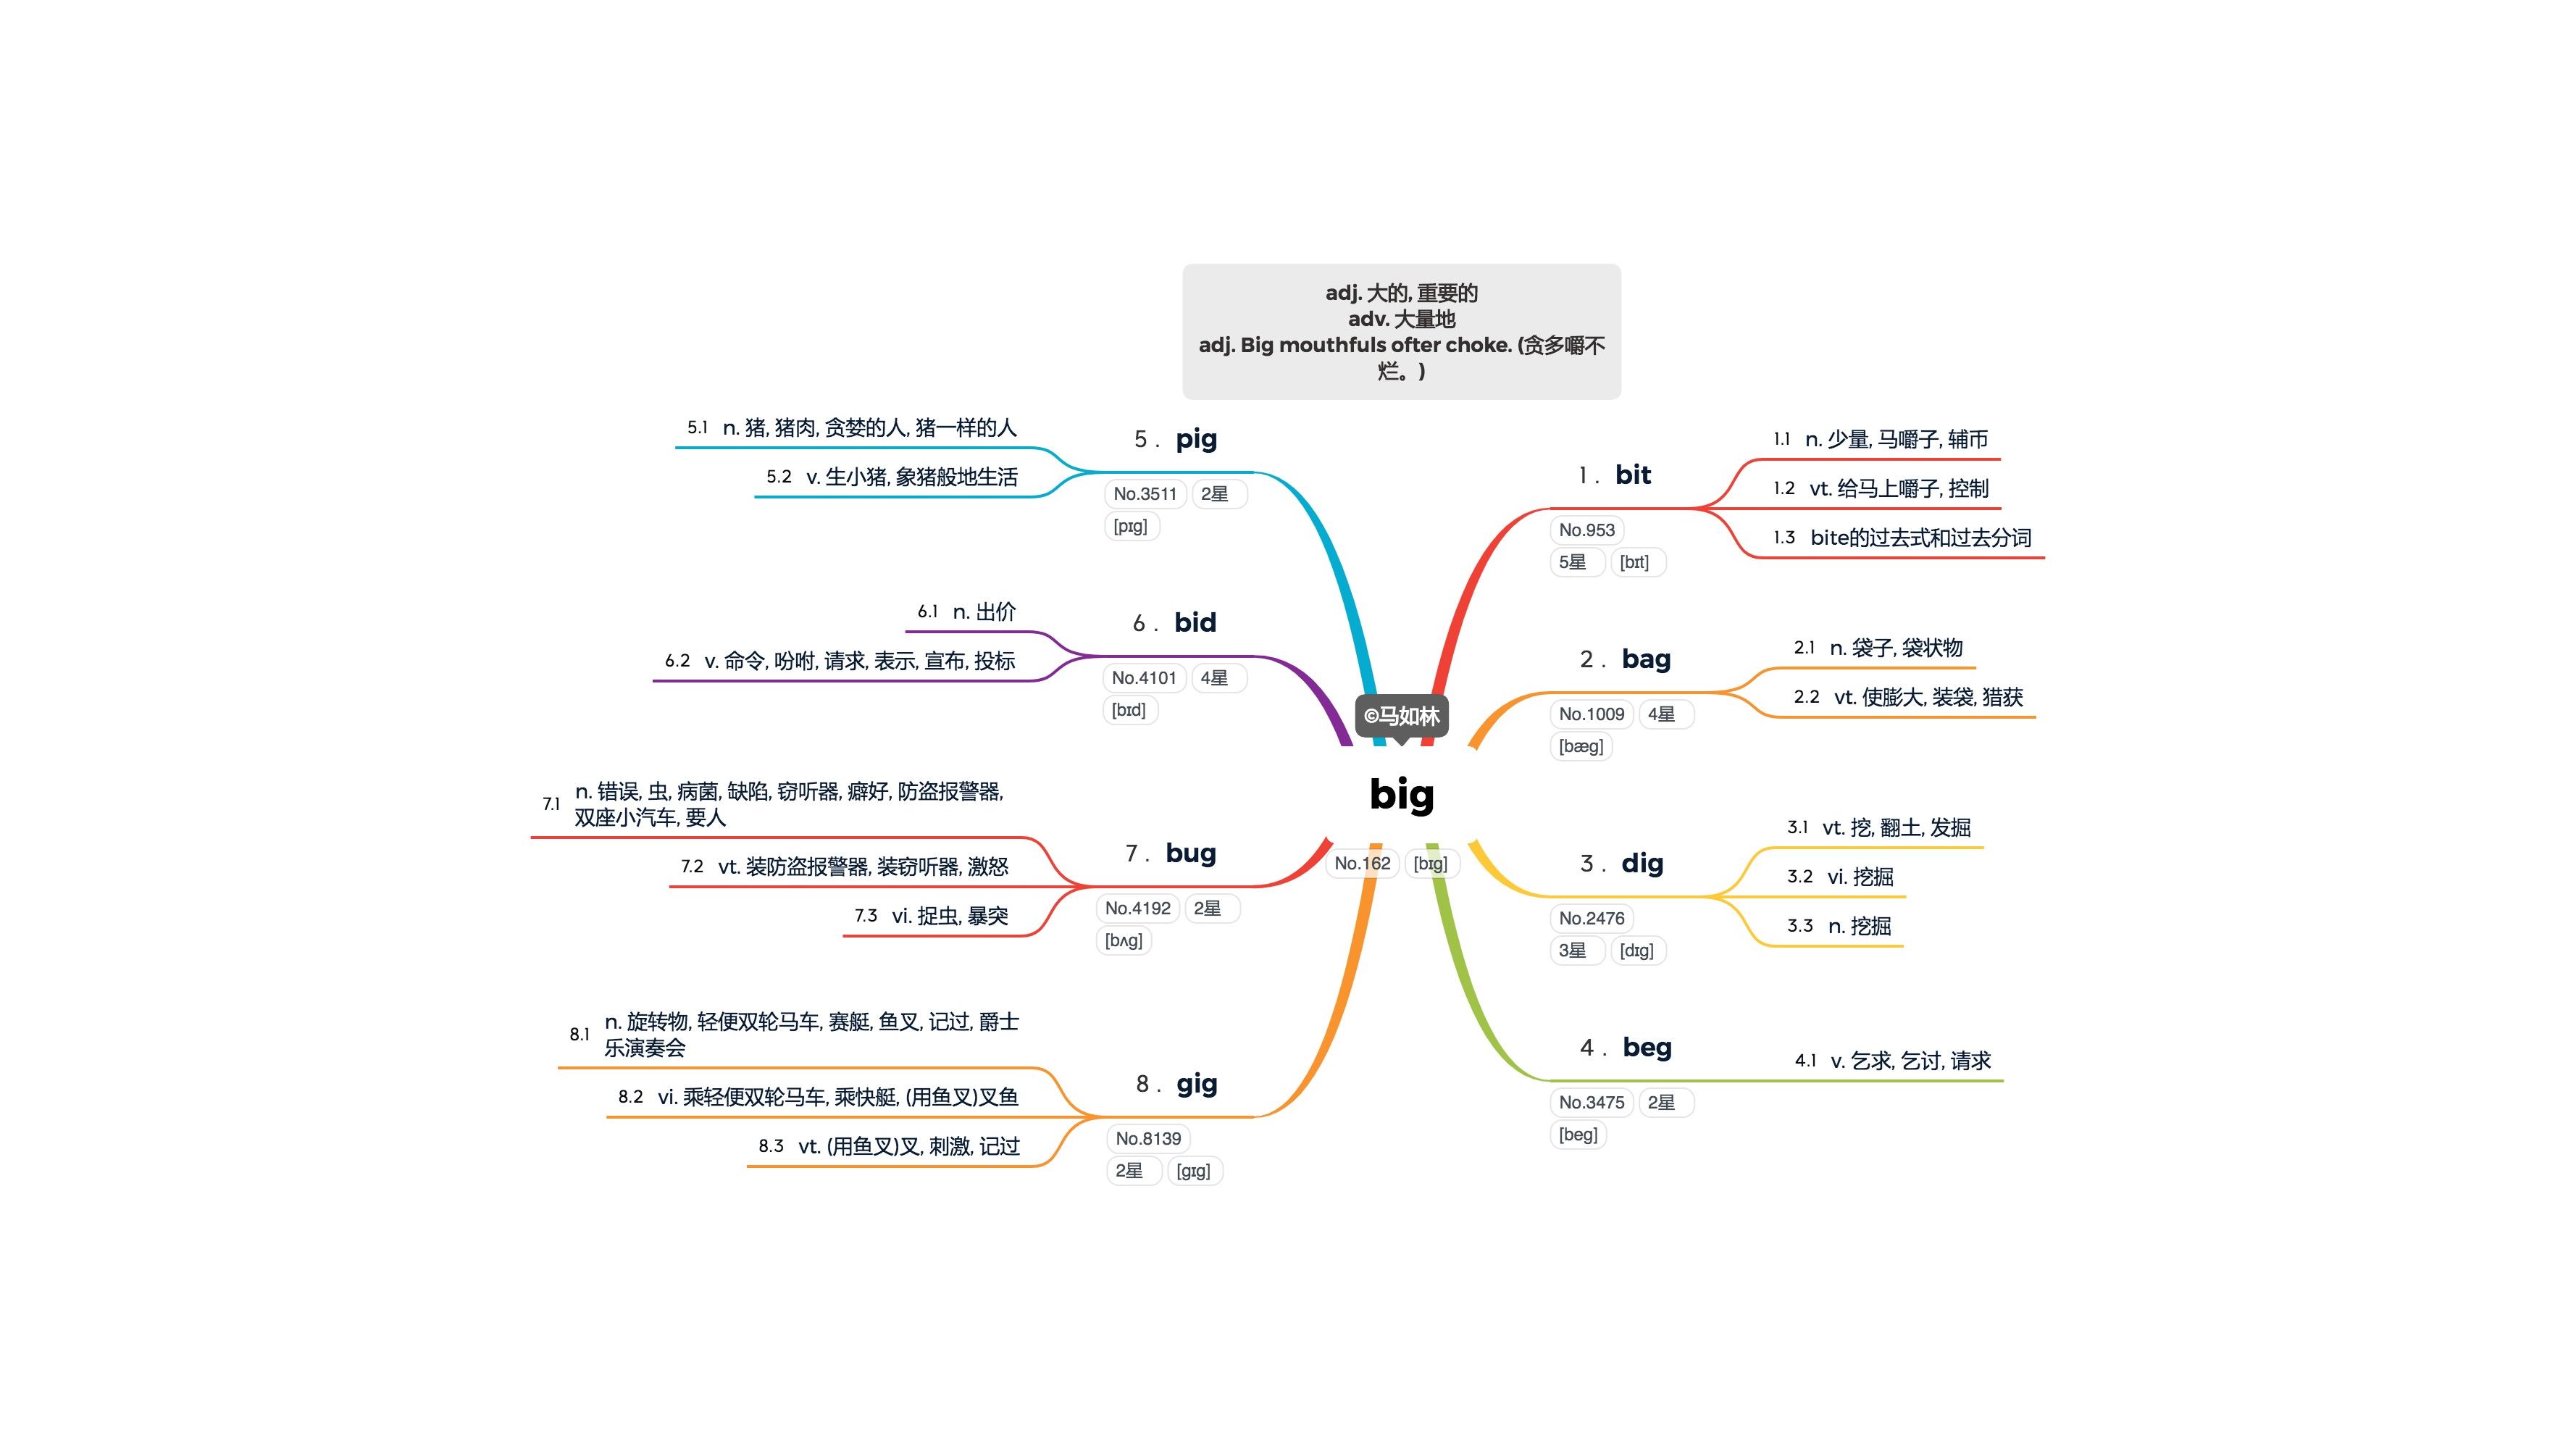 adj. 大的, 重要的
adv. 大量地
adj. Big mouthfuls ofter choke. (贪多嚼不
烂。)
©马如林
big
No.162 [bɪg]
1. bit
No.953
5星 [bɪt]
1.1 n. 少量, 马嚼子, 辅币
1.2 vt. 给马上嚼子, 控制
1.3 bite的过去式和过去分词
2. bag
No.1009 4星
[bæg]
2.1 n. 袋子, 袋状物
2.2 vt. 使膨大, 装袋, 猎获
3. dig
No.2476
3星 [dɪg]
3.1 vt. 挖, 翻土, 发掘
3.2 vi. 挖掘
3.3 n. 挖掘
4. beg
No.3475 2星
[beg]
4.1 v. 乞求, 乞讨, 请求
5. pig
No.3511 2星
[pɪg]
5.1 n. 猪, 猪肉, 贪婪的人, 猪一样的人
5.2 v. 生小猪, 象猪般地生活
6. bid
No.4101 4星
[bɪd]
6.1 n. 出价
6.2 v. 命令, 吩咐, 请求, 表示, 宣布, 投标
7. bug
No.4192 2星
[bʌg]
7.1 n. 错误, 虫, 病菌, 缺陷, 窃听器, 癖好, 防盗报警器,
双座小汽车, 要人
7.2 vt. 装防盗报警器, 装窃听器, 激怒
7.3 vi. 捉虫, 暴突
8. gig
No.8139
2星 [gɪg]
8.1 n. 旋转物, 轻便双轮马车, 赛艇, 鱼叉, 记过, 爵士
乐演奏会
8.2 vi. 乘轻便双轮马车, 乘快艇, (用鱼叉)叉鱼
8.3 vt. (用鱼叉)叉, 刺激, 记过